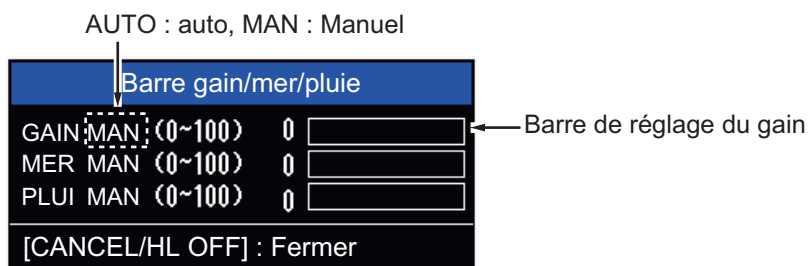 AUTO : auto, MAN : Manuel
Barre gain/mer/pluie
GAIN MAN (0~100) 0
Barre de réglage du gain
MER MAN (0~100) 0
PLUI MAN (0~100) 0
[CANCEL/HL OFF] : Fermer